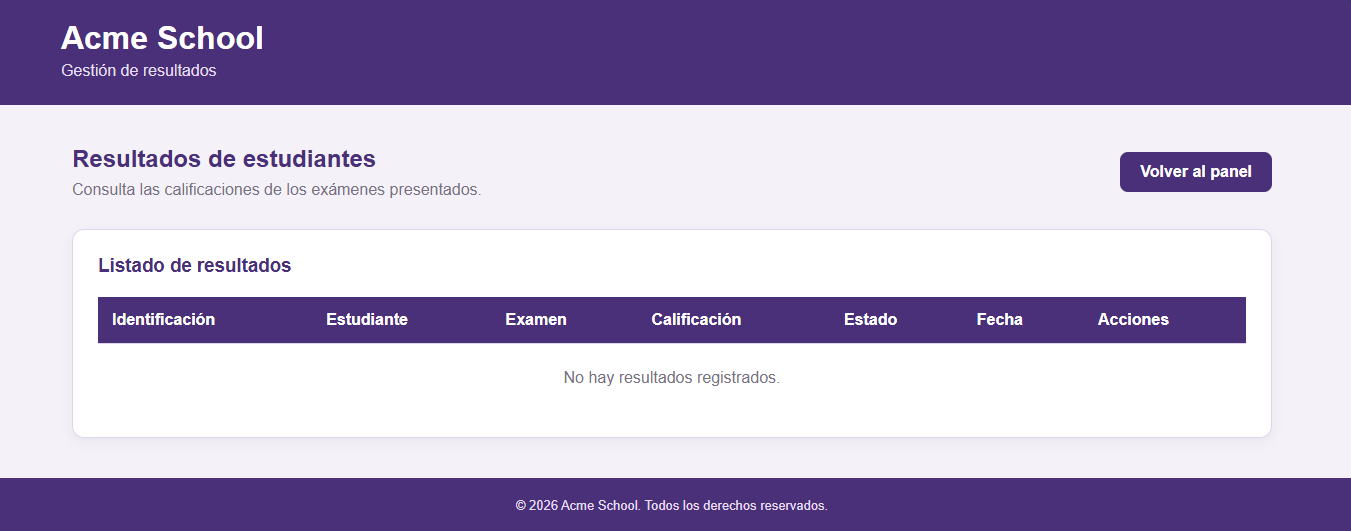 Acme School
Gestión de resultados
Resultados de estudiantes
Consulta las calificaciones de los exámenes presentados.
Volver al panel
Listado de resultados
Identificación Estudiante Examen Calificación Estado Fecha Acciones
No hay resultados registrados.
© 2026 Acme School. Todos los derechos reservados.